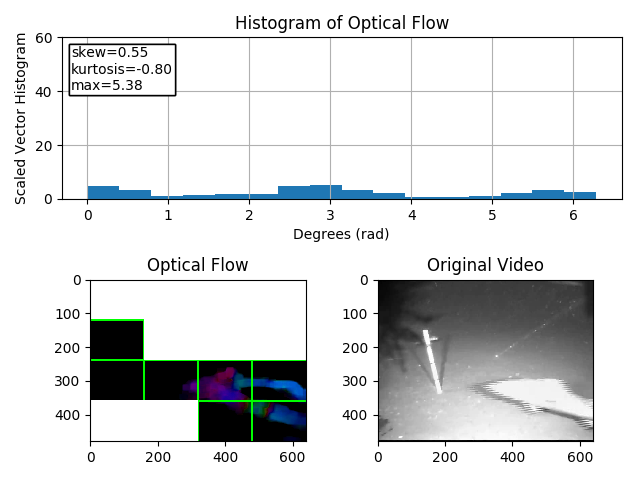 Histogram of Optical Flow
Scaled Vector Histogram
60
40
20
0
skew=0.55
kurtosis=-0.80
max=5.38
0 1 2 3 4 5 6
Degrees (rad)
Optical Flow
0
100
200
300
400
0 200 400 600
Original Video
0
100
200
300
400
0 200 400 600